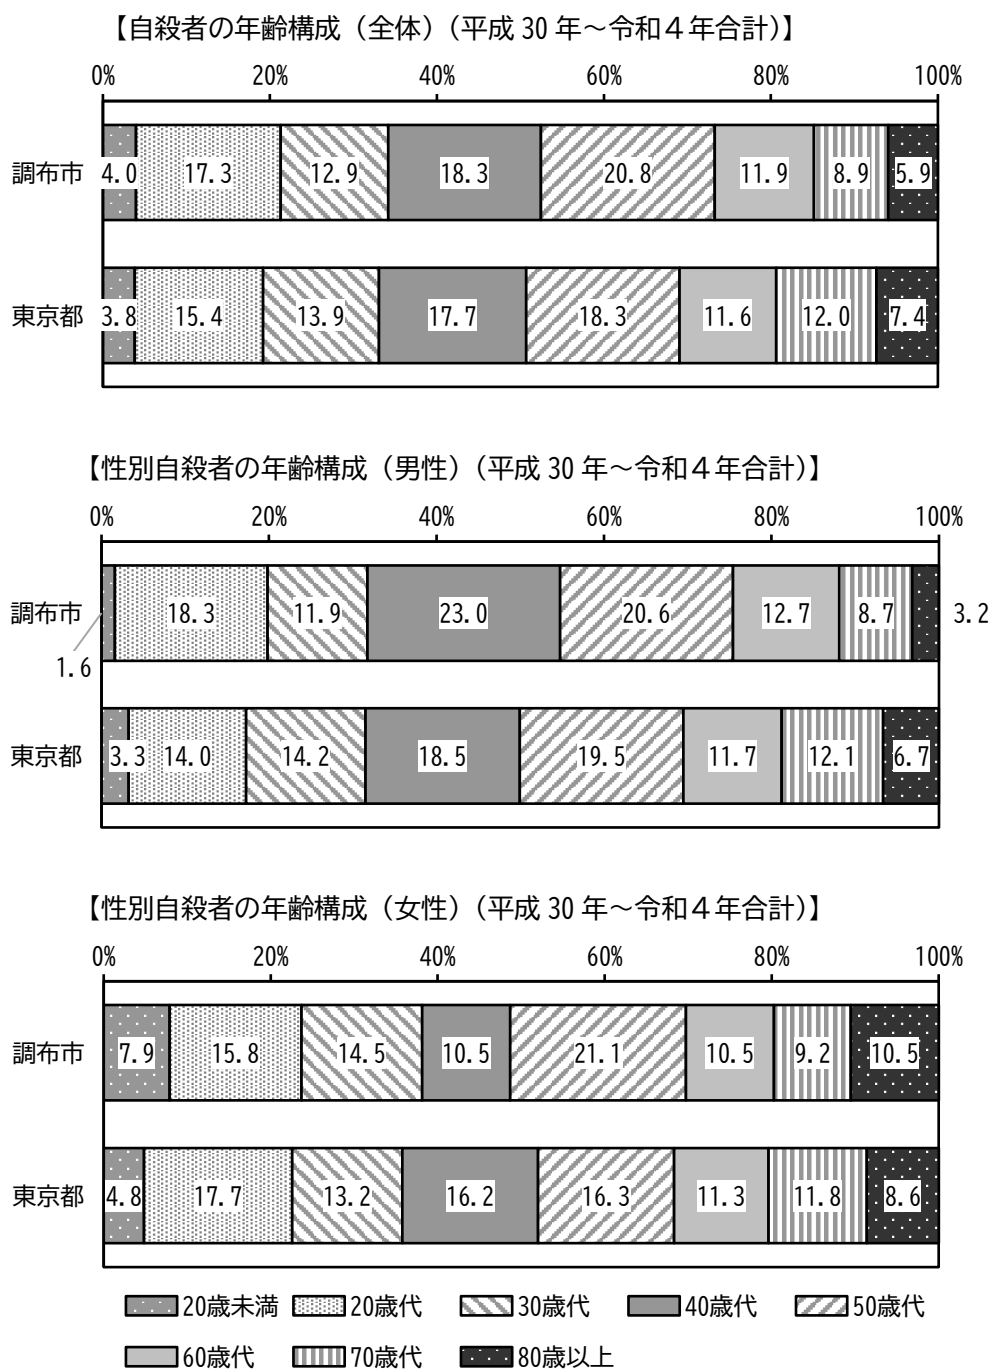 【自殺者の年齢構成（全体）（平成 30 年～令和４年合計）】
0% 20% 40% 60% 80% 100%
調布市 4.0 17.3 12.9 18.3 20.8 11.9 8.9 5.9
東京都 3.8 15.4 13.9 17.7 18.3 11.6 12.0 7.4
【性別自殺者の年齢構成（男性）（平成 30 年～令和４年合計）】
0% 20% 40% 60% 80% 100%
調布市 18.3 11.9 23.0 20.6 12.7 8.7 3.2
1.6
東京都 3.3 14.0 14.2 18.5 19.5 11.7 12.1 6.7
【性別自殺者の年齢構成（女性）（平成 30 年～令和４年合計）】
0% 20% 40% 60% 80% 100%
調布市 7.9 15.8 14.5 10.5 21.1 10.5 9.2 10.5
東京都 4.8 17.7 13.2 16.2 16.3 11.3 11.8 8.6
20歳未満 20歳代 30歳代 40歳代 50歳代
60歳代 70歳代 80歳以上